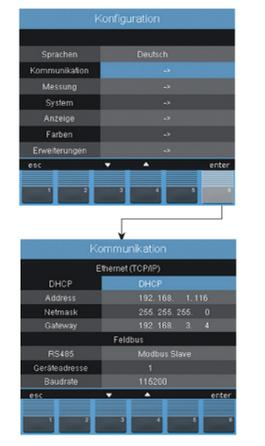 Konfiguration
Sprachen Deutsch
Kommunikation ->
Messung ->
System ->
Anzeige ->
Farben ->
Erweiterungen ->
esc ▼ ▲ enter
1 2 3 4 5 6
Kommunikation
Ethernet (TCP/IP)
DHCP DHCP
Address 192. 168. 1. 116
Netmask 255. 255. 255. 0
Gateway 192. 168. 3. 4
Feldbus
RS485 Modbus Slave
Geräteadresse 1
Baudrate 115200
esc ▼ ▲ enter
1 2 3 4 5 6